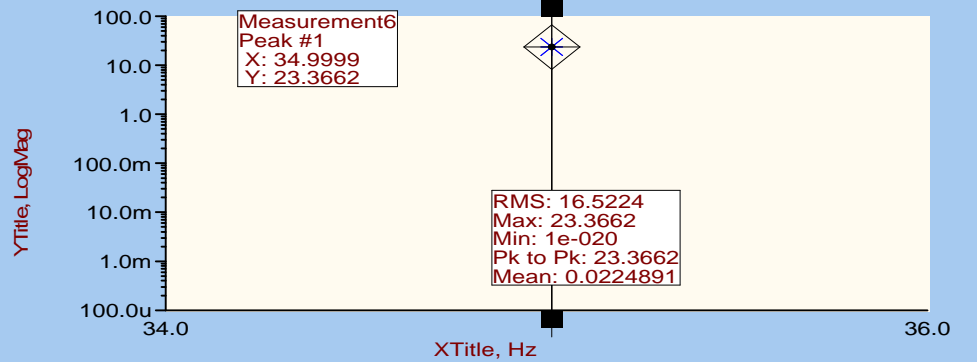 100.0
10.0
1.0
100.0m
10.0m
1.0m
100.0u
YTitle, LogMag
Measurement6
Peak #1
X: 34.9999
Y: 23.3662
RMS: 16.5224
Max: 23.3662
Min: 1e-020
Pk to Pk: 23.3662
Mean: 0.0224891
34.0
36.0
XTitle, Hz